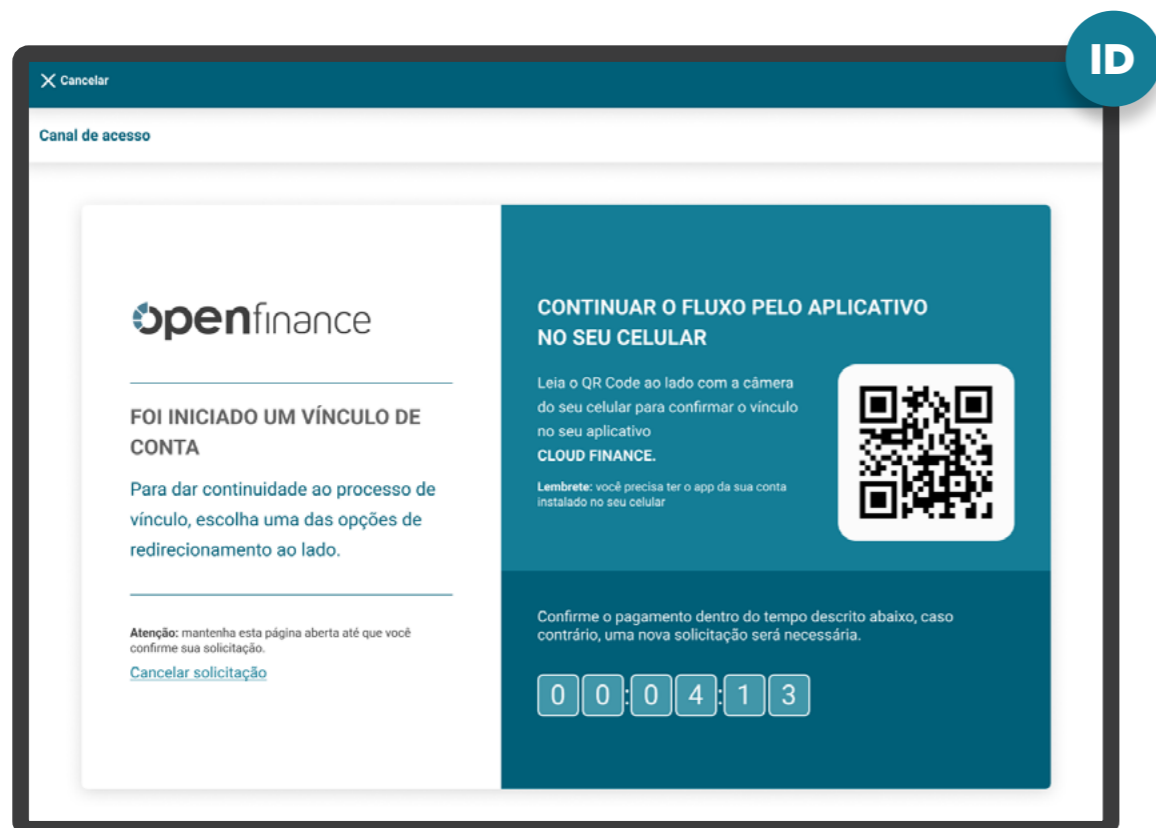 ID
Cancelar
Canal de acesso
openfinance
FOI INICIADO UM VÍNCULO DE
CONTA
Para dar continuidade ao processo de
vínculo, escolha uma das opções de
redirecionamento ao lado.
Atenção: mantenha esta página aberta até que você
confirme sua solicitação.
Cancelar solicitação
CONTINUAR O FLUXO PELO APLICATIVO
NO SEU CELULAR
Leia o QR Code ao lado com a câmera
do seu celular para confirmar o vínculo
no seu aplicativo
CLOUD FINANCE.
Lembrete: você precisa ter o app da sua conta
instalado no seu celular
Confirme o pagamento dentro do tempo descrito abaixo, caso
contrário, uma nova solicitação será necessária.
00:04:13